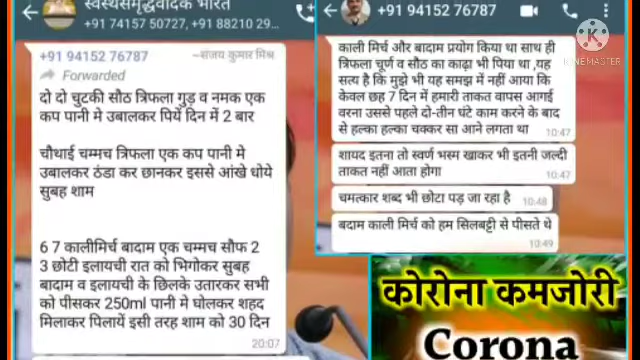 स्वस्थसमृद्धवैदिक भारत
+91 74157 50727, +91 88210 29...
+91 94152 76787
~संजय कुमार मिश्र
Forwarded
दो दो चुटकी सौठ त्रिफला गुड़ व नमक एक
कप पानी मे उबालकर पियें दिन में 2 बार
चौथाई चम्मच त्रिफला एक कप पानी मे
उबालकर ठंडा कर छानकर इससे आंखे धोये
सुबह शाम
6 7 कालीमिर्च बादाम एक चम्मच सौफ 2
3 छोटी इलायची रात को भिगोकर सुबह
बादाम व इलायची के छिलके उतारकर सभी
को पीसकर 250ml पानी मे घोलकर शहद
मिलाकर पिलायें इसी तरह शाम को 30 दिन
20:07
+91 94152 76787
KINEMASTER
काली मिर्च और बादाम प्रयोग किया था साथ ही
त्रिफला चूर्ण व सौठ का काढ़ा भी पिया था ,यह
सत्य है कि मुझे भी यह समझ में नहीं आया कि
केवल छह 7 दिन में हमारी ताकत वापस आगई
वरना उससे पहले दो-तीन घंटे काम करने के बाद
से हल्का हल्का चक्कर सा आने लगता था
10:47
शायद इतना तो स्वर्ण भस्म खाकर भी इतनी जल्दी
ताकत नहीं आता होगा
10:47
चमत्कार शब्द भी छोटा पड़ जा रहा है
10:48
बदाम काली मिर्च को हम सिलबट्टी से पीसते थे
10:49
कोरोना कमजोरी
Corona